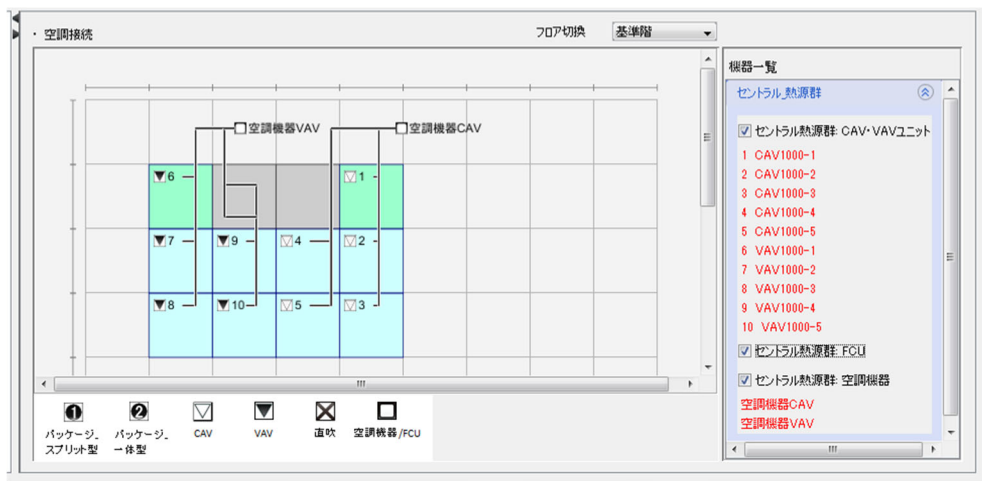 ・ 空調接続
フロア切換 基準階
空調機器VAV
空調機器CAV
6
1
7
9
4
2
8
10
5
3
❶
❷
パッケージ_
スプリット型
パッケージ_
一体型
CAV
VAV
直吹
空調機器/FCU
機器一覧
セントラル_熱源群
セントラル熱源群: CAV・VAVユニット
1 CAV1000-1
2 CAV1000-2
3 CAV1000-3
4 CAV1000-4
5 CAV1000-5
6 VAV1000-1
7 VAV1000-2
8 VAV1000-3
9 VAV1000-4
10 VAV1000-5
セントラル熱源群: FCU
セントラル熱源群: 空調機器
空調機器CAV
空調機器VAV